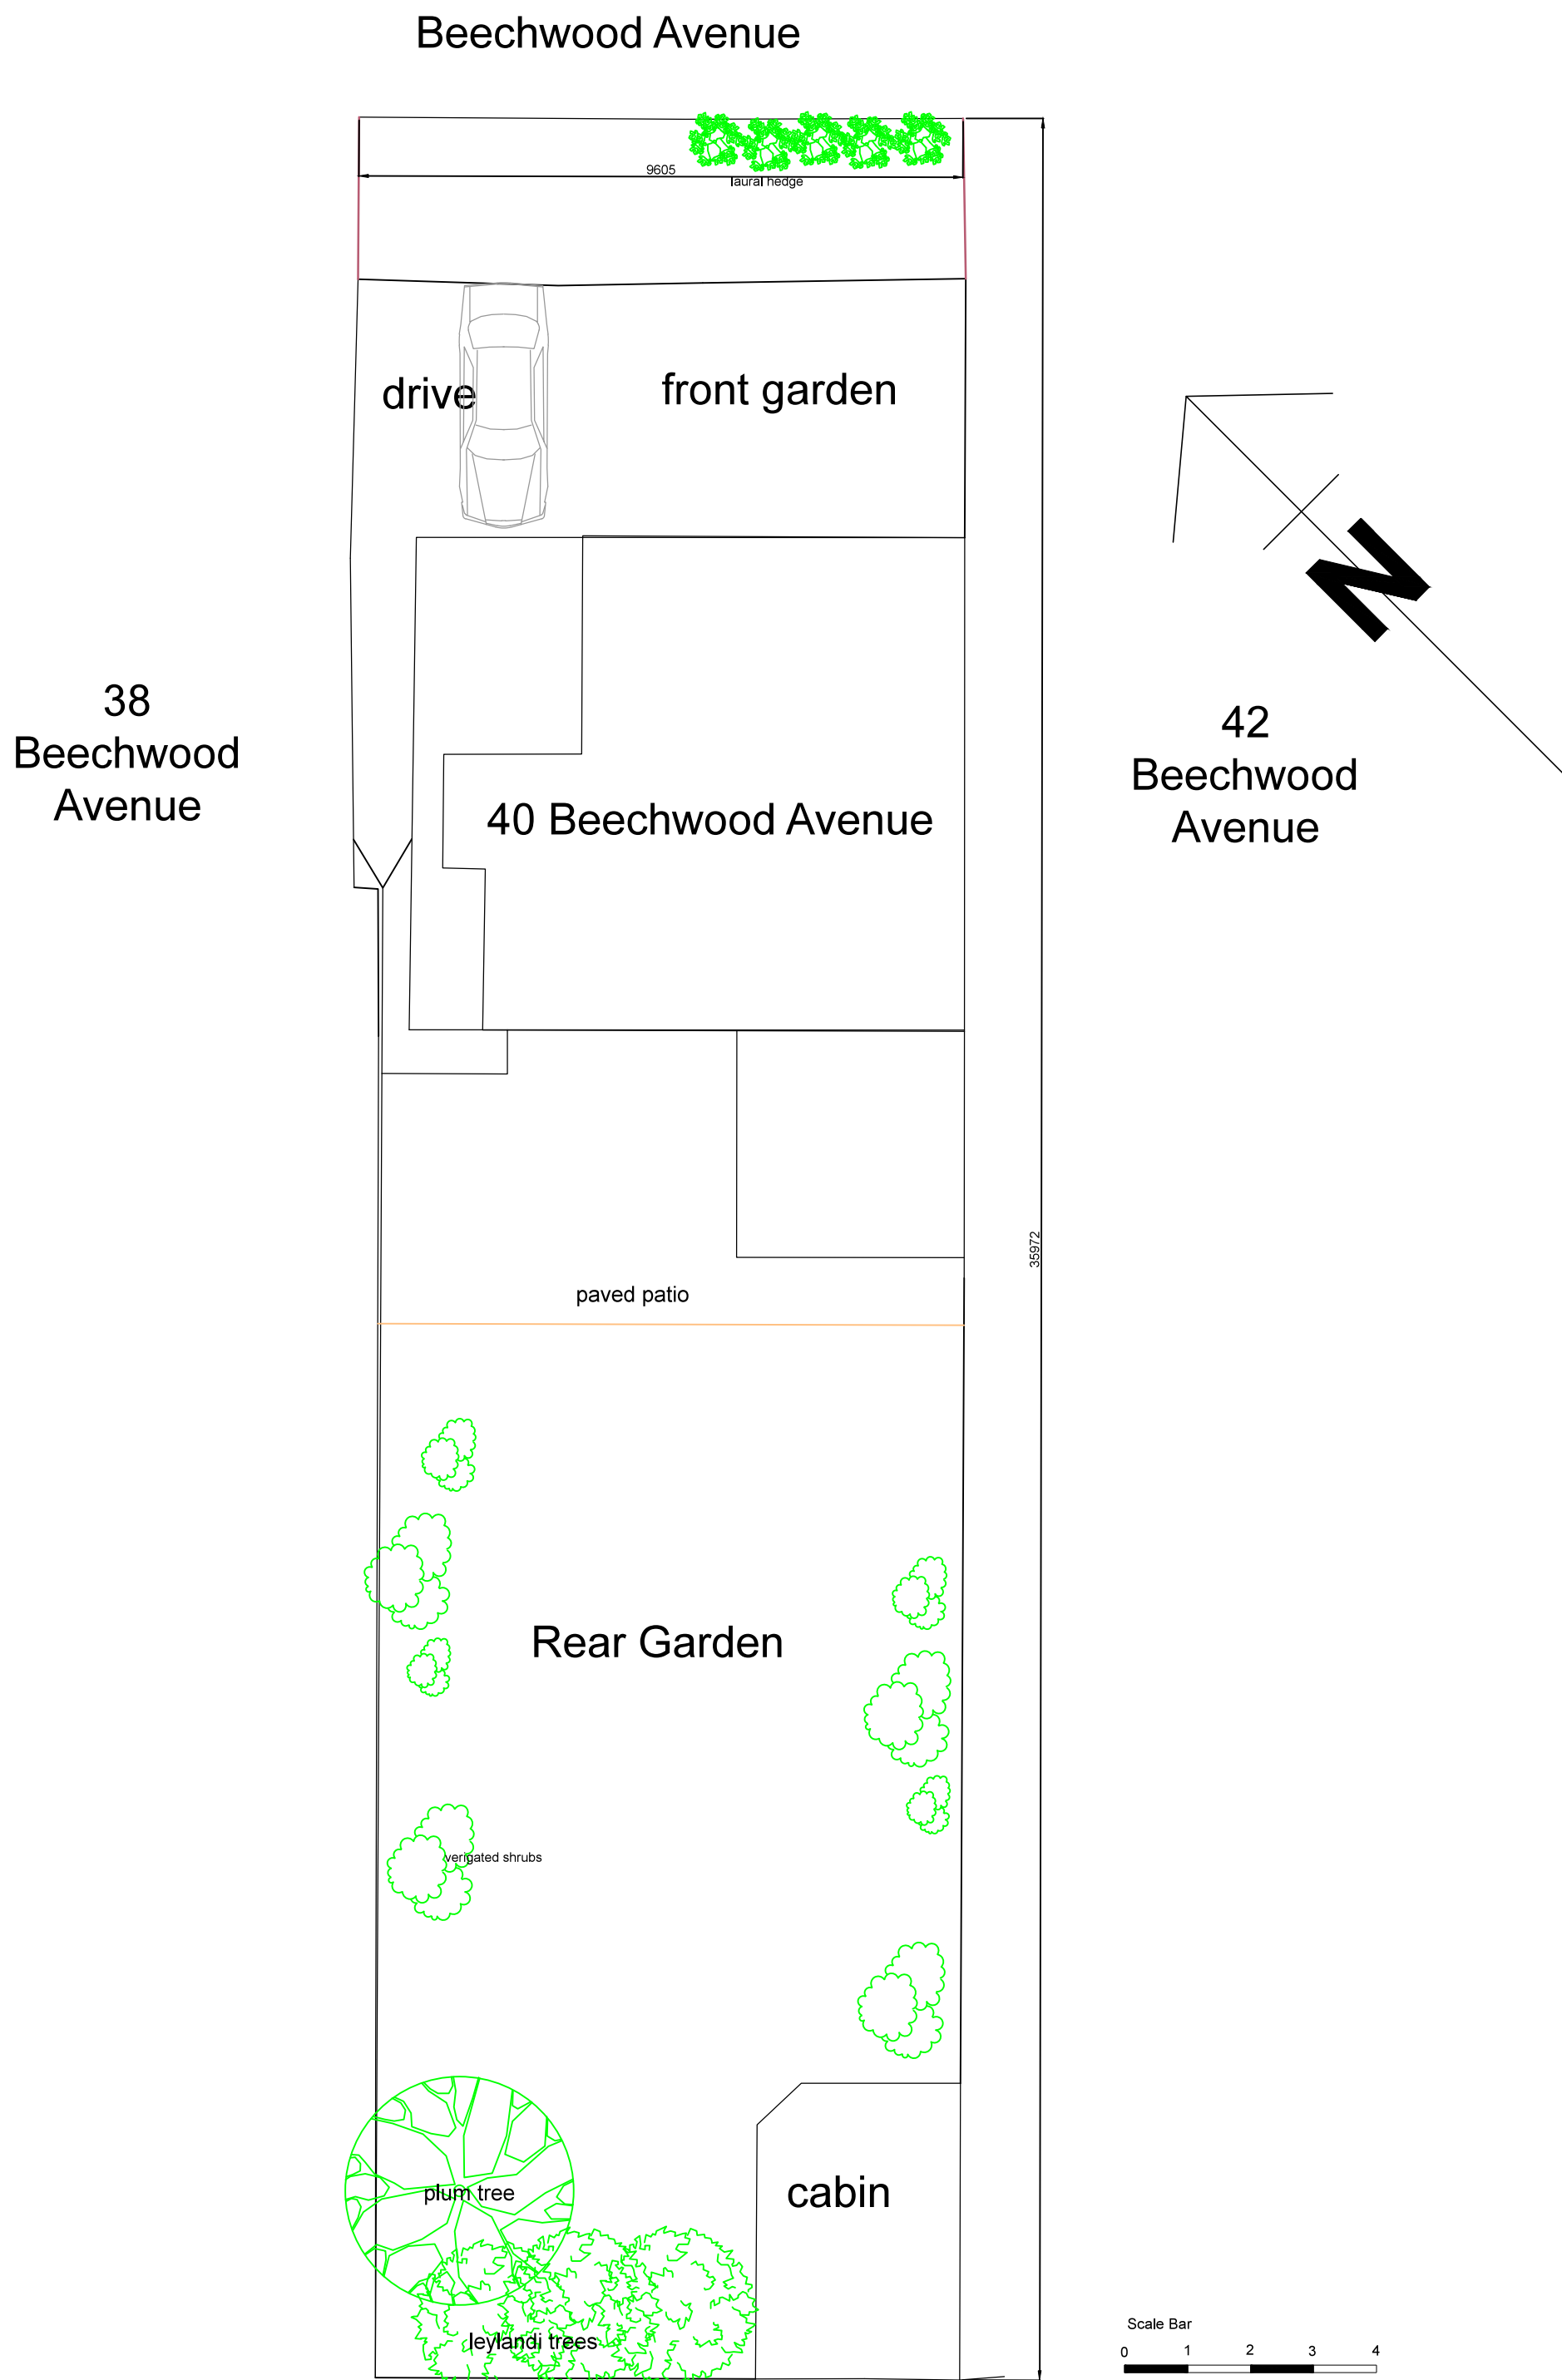 Beechwood Avenue
9605
laural hedge
drive
front garden
N
38
Beechwood
Avenue
42
Beechwood
Avenue
40 Beechwood Avenue
35972
paved patio
Rear Garden
verigated shrubs
plum tree
cabin
leylandi trees
Scale Bar
0 1 2 3 4